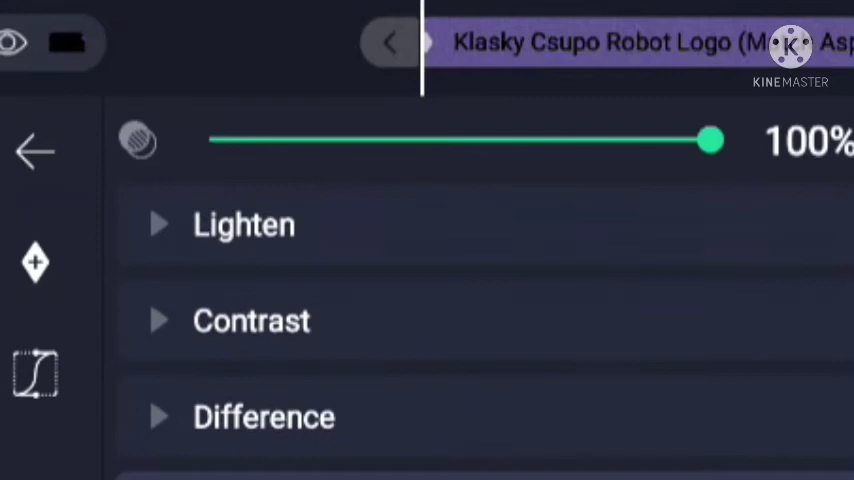 Klasky Csupo Robot Logo (M
K
KINEMASTER
100%
Lighten
Contrast
Difference